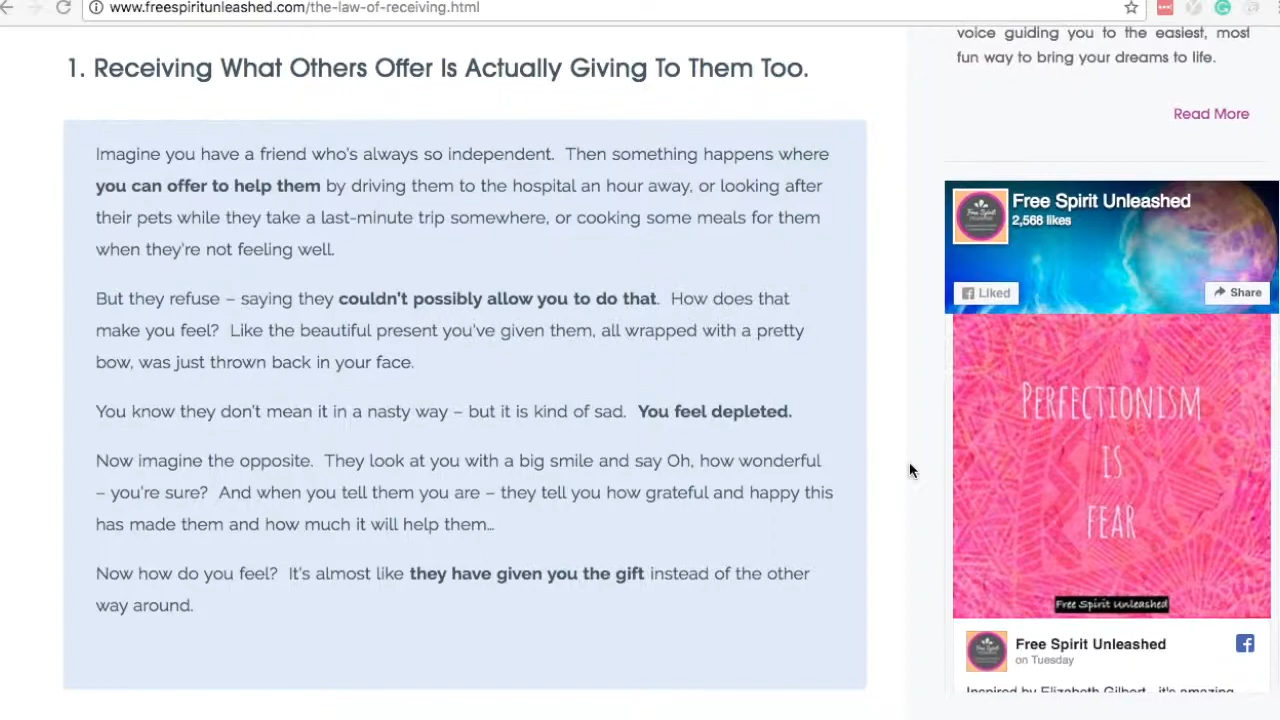 www.freespiritunleashed.com/the-law-of-receiving.html
1. Receiving What Others Offer Is Actually Giving To Them Too.
Imagine you have a friend who's always so independent. Then something happens where
you can offer to help them by driving them to the hospital an hour away, or looking after
their pets while they take a last-minute trip somewhere, or cooking some meals for them
when they're not feeling well.
But they refuse – saying they couldn't possibly allow you to do that. How does that
make you feel? Like the beautiful present you've given them, all wrapped with a pretty
bow, was just thrown back in your face.
You know they don't mean it in a nasty way – but it is kind of sad. You feel depleted.
Now imagine the opposite. They look at you with a big smile and say Oh, how wonderful
– you're sure? And when you tell them you are – they tell you how grateful and happy this
has made them and how much it will help them...
Now how do you feel? It's almost like they have given you the gift instead of the other
way around.
voice guiding you to the easiest, most
fun way to bring your dreams to life.
Read More
Free Spirit Unleashed
2,568 likes
Liked
Share
PERFECTIONISM
IS
FEAR
Free Spirit Unleashed
Free Spirit Unleashed
on Tuesday
Inspired by Elizabeth Gilbert - it's amazing